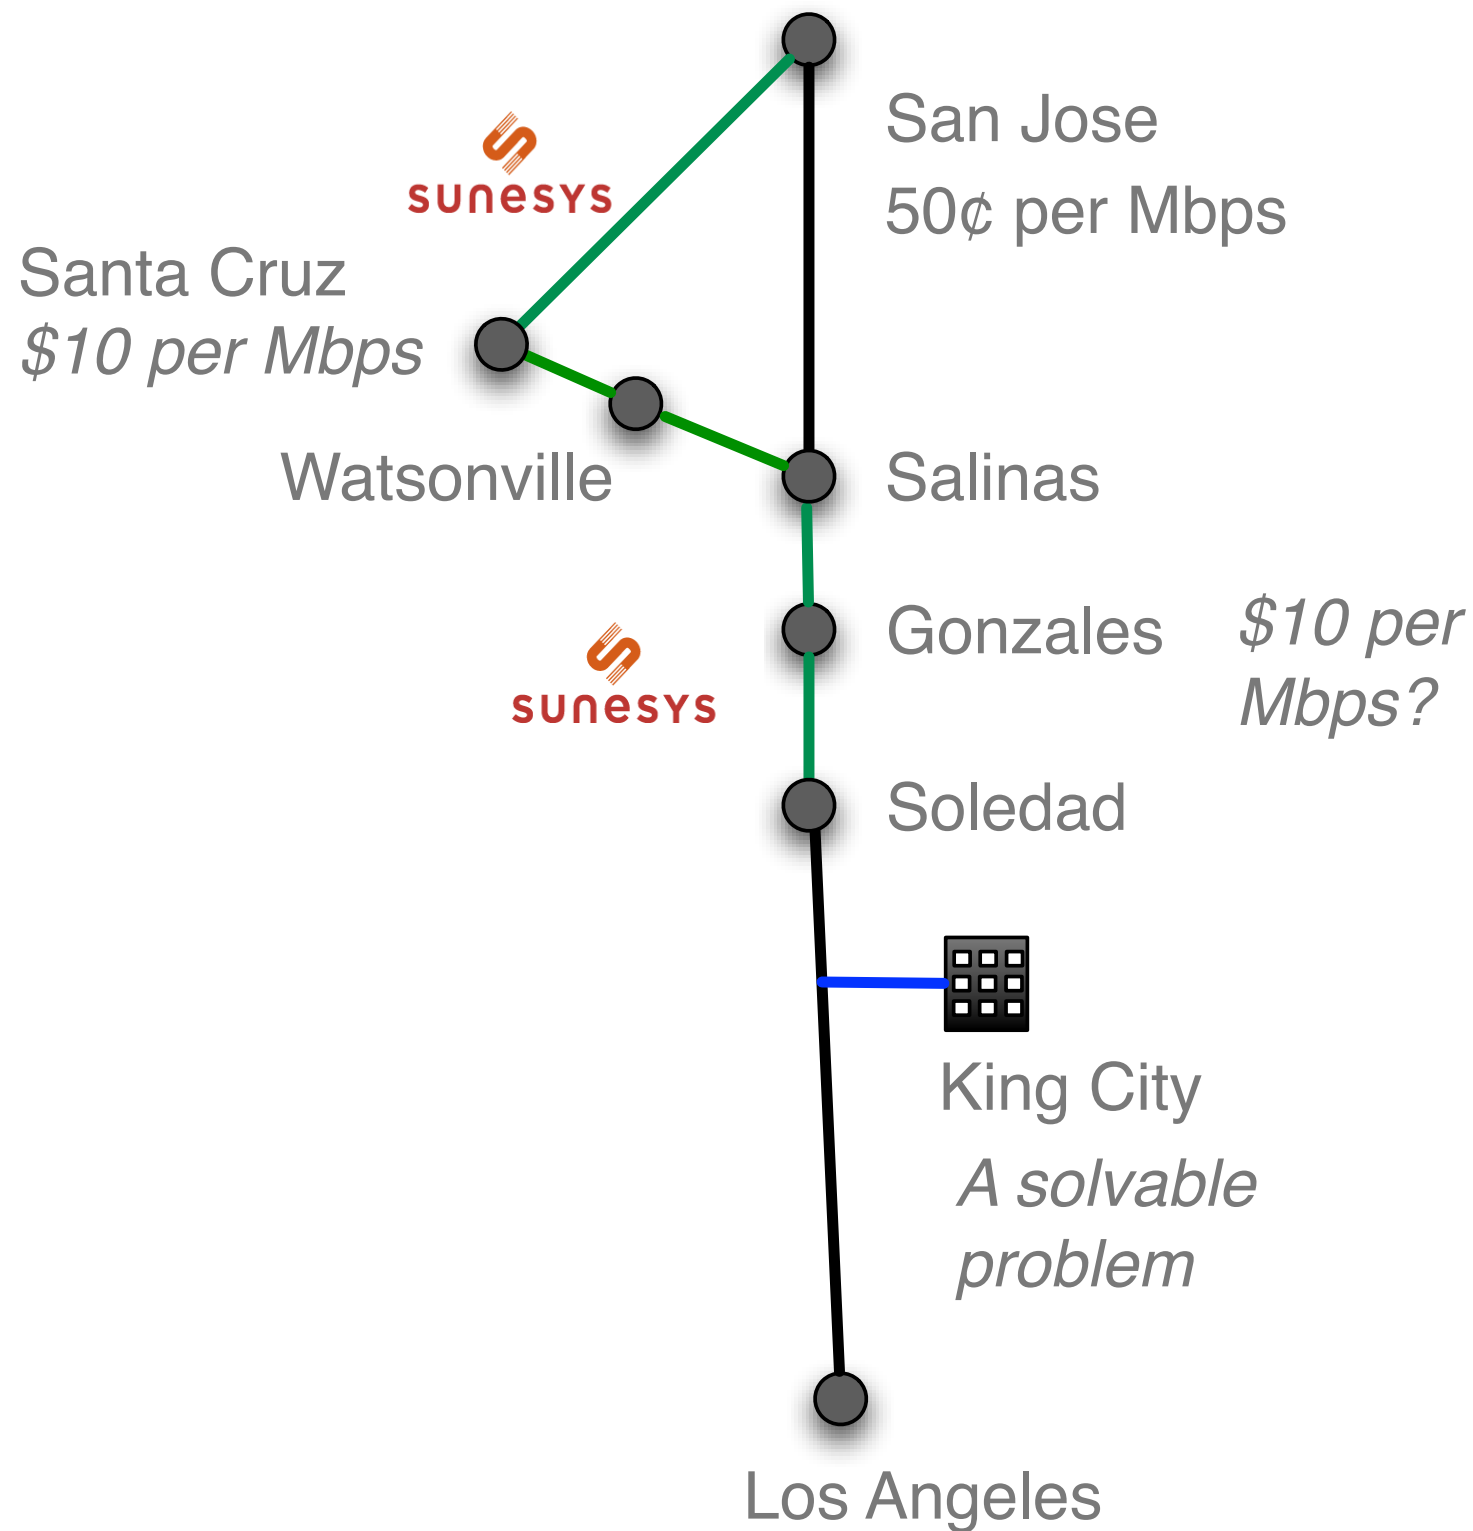 San Jose
50¢ per Mbps
sunesys
Santa Cruz
$10 per Mbps
Watsonville
Salinas
Gonzales
$10 per
Mbps?
sunesys
Soledad
King City
A solvable
problem
Los Angeles